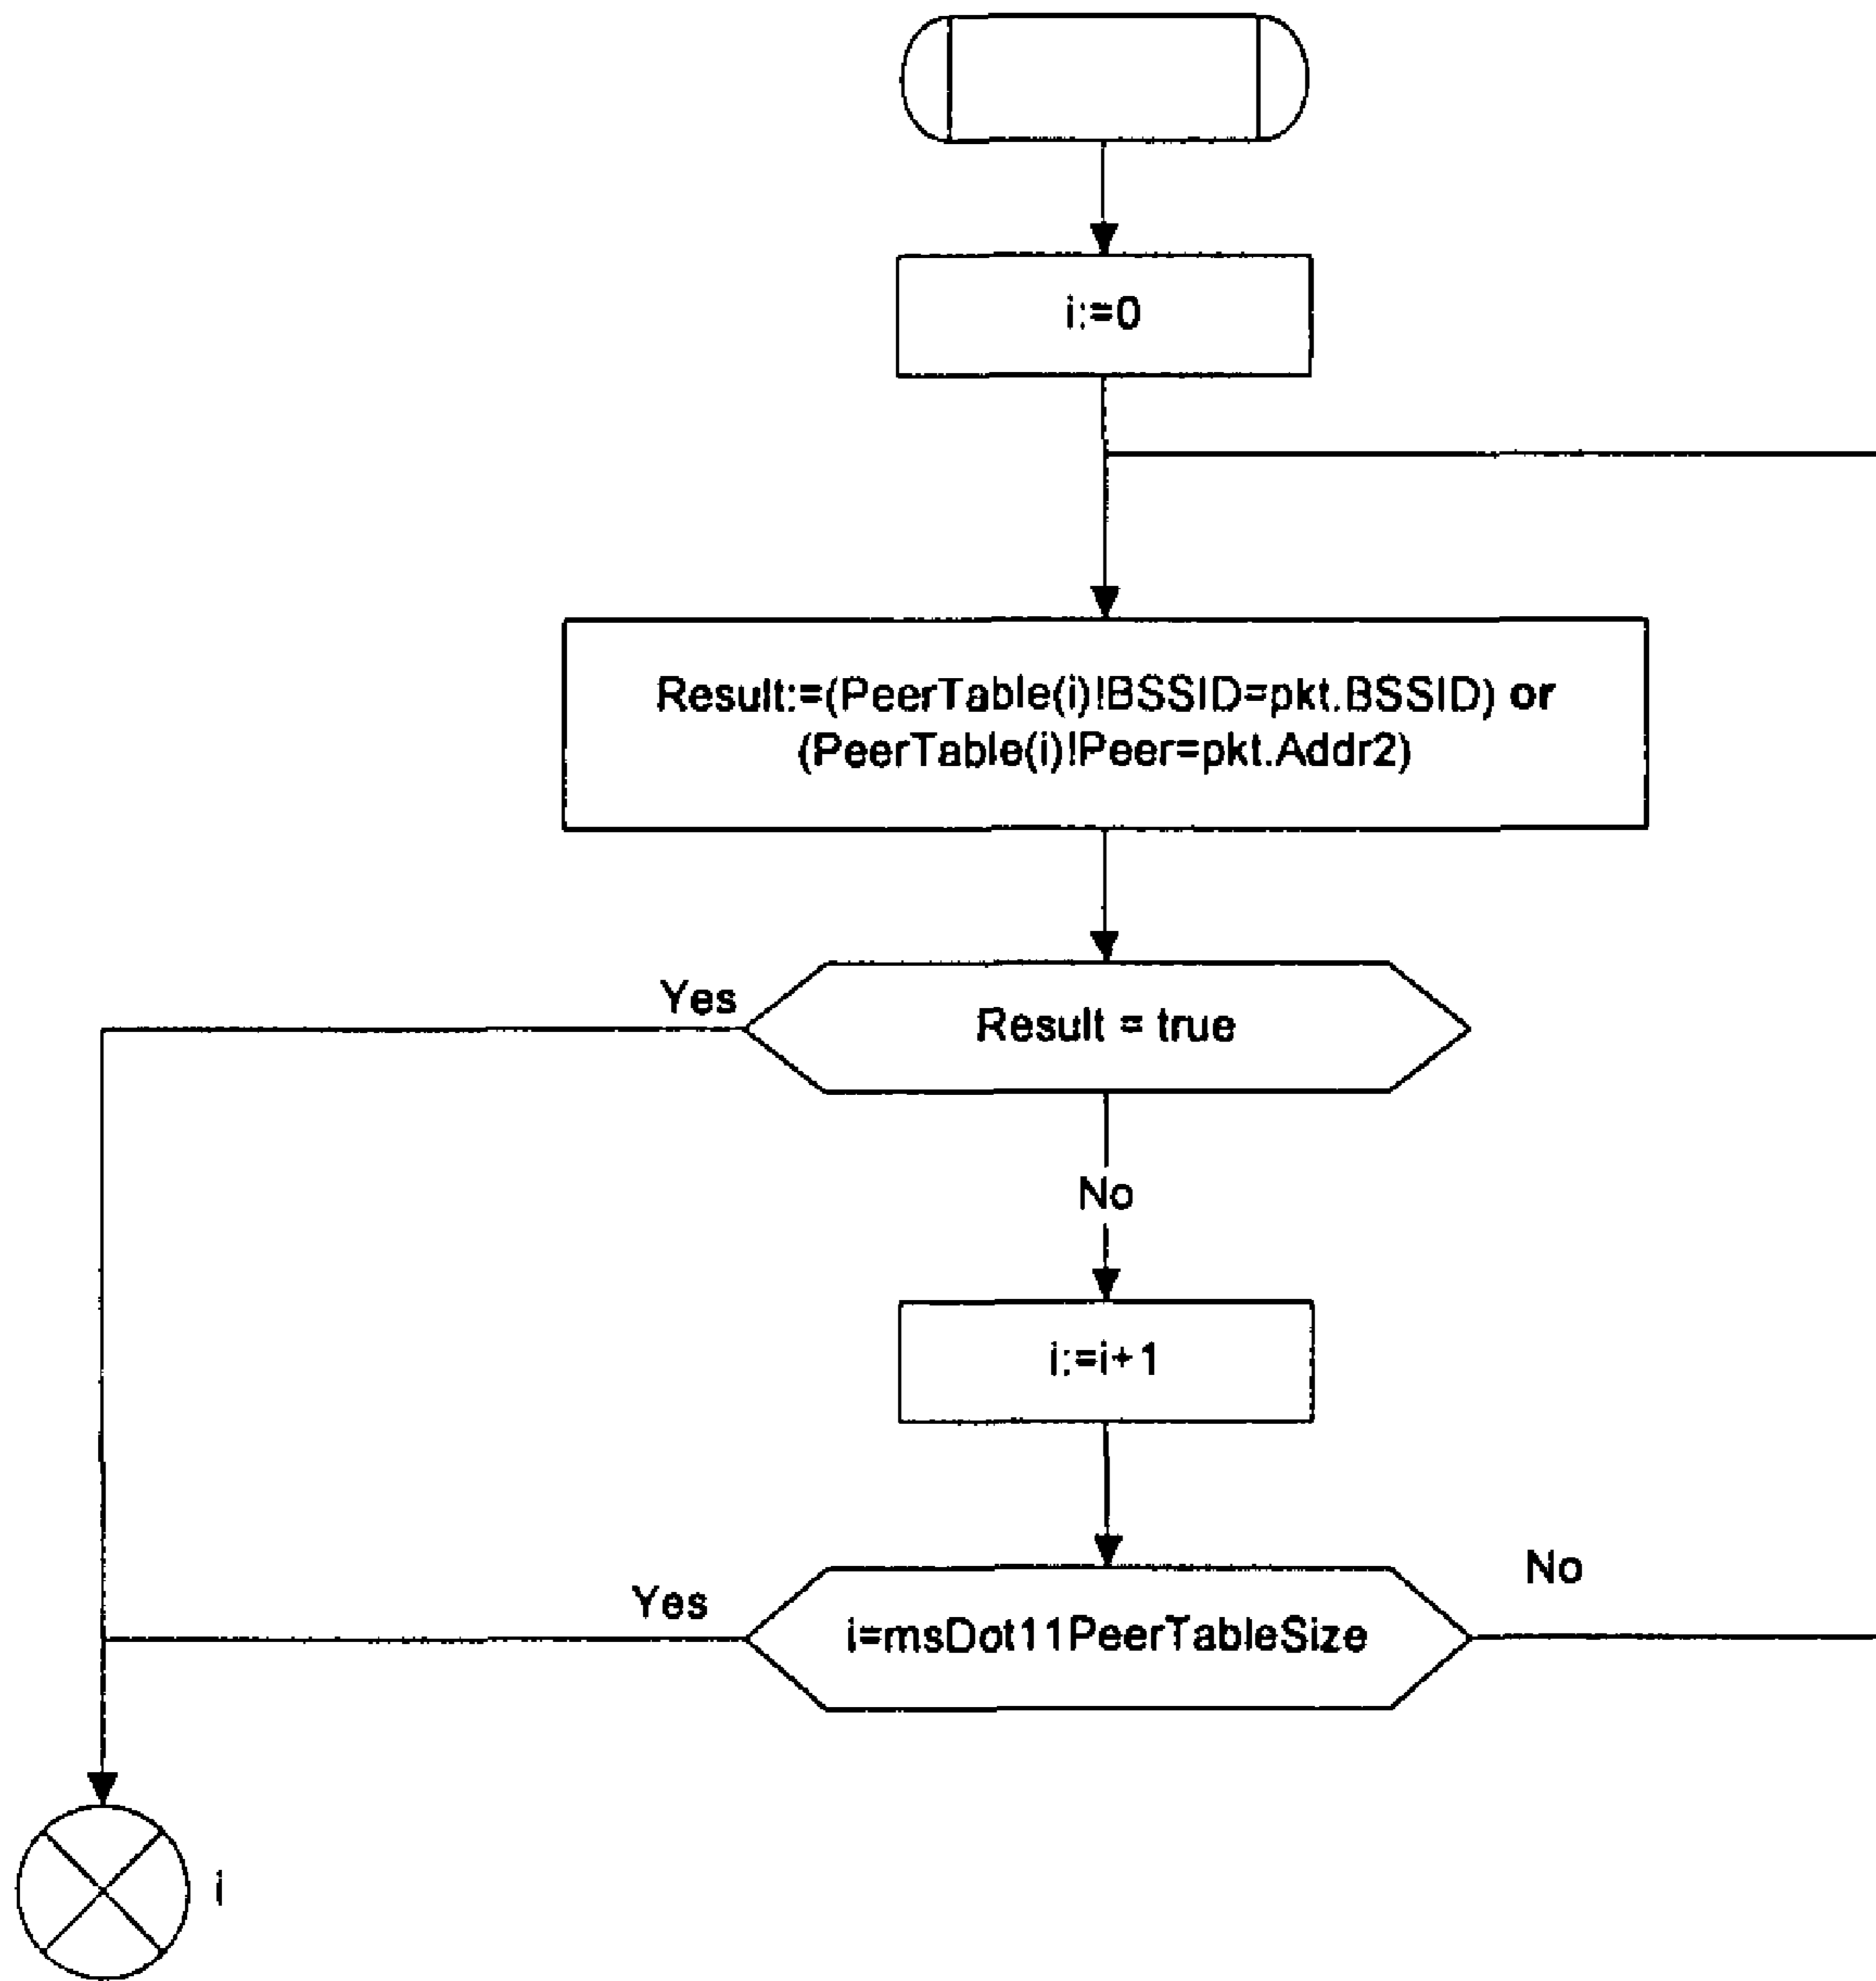 i:=0
Result:=(PeerTable(i)!BSSID=pkt.BSSID) or
(PeerTable(i)!Peer=pkt.Addr2)
Yes
Result = true
No
i:=i+1
No
Yes
i=msDot11PeerTableSize
i